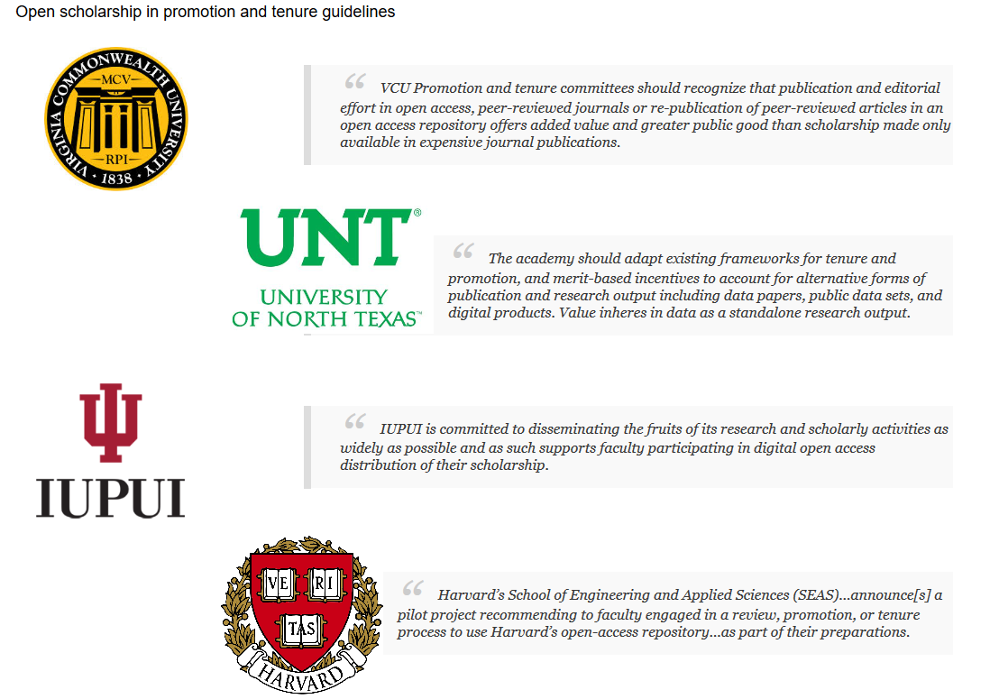 Open scholarship in promotion and tenure guidelines
VIRGINIA COMMONWEALTH UNIVERSITY
MCV
RPI
· 1838 ·
“ VCU Promotion and tenure committees should recognize that publication and editorial
effort in open access, peer-reviewed journals or re-publication of peer-reviewed articles in an
open access repository offers added value and greater public good than scholarship made only
available in expensive journal publications.
UNT®
UNIVERSITY
OF NORTH TEXAS™
“ The academy should adapt existing frameworks for tenure and
promotion, and merit-based incentives to account for alternative forms of
publication and research output including data papers, public data sets, and
digital products. Value inheres in data as a standalone research output.
IUPUI
“ IUPUI is committed to disseminating the fruits of its research and scholarly activities as
widely as possible and as such supports faculty participating in digital open access
distribution of their scholarship.
VE RI
TAS
HARVARD
“ Harvard’s School of Engineering and Applied Sciences (SEAS)...announce[s] a
pilot project recommending to faculty engaged in a review, promotion, or tenure
process to use Harvard’s open-access repository...as part of their preparations.